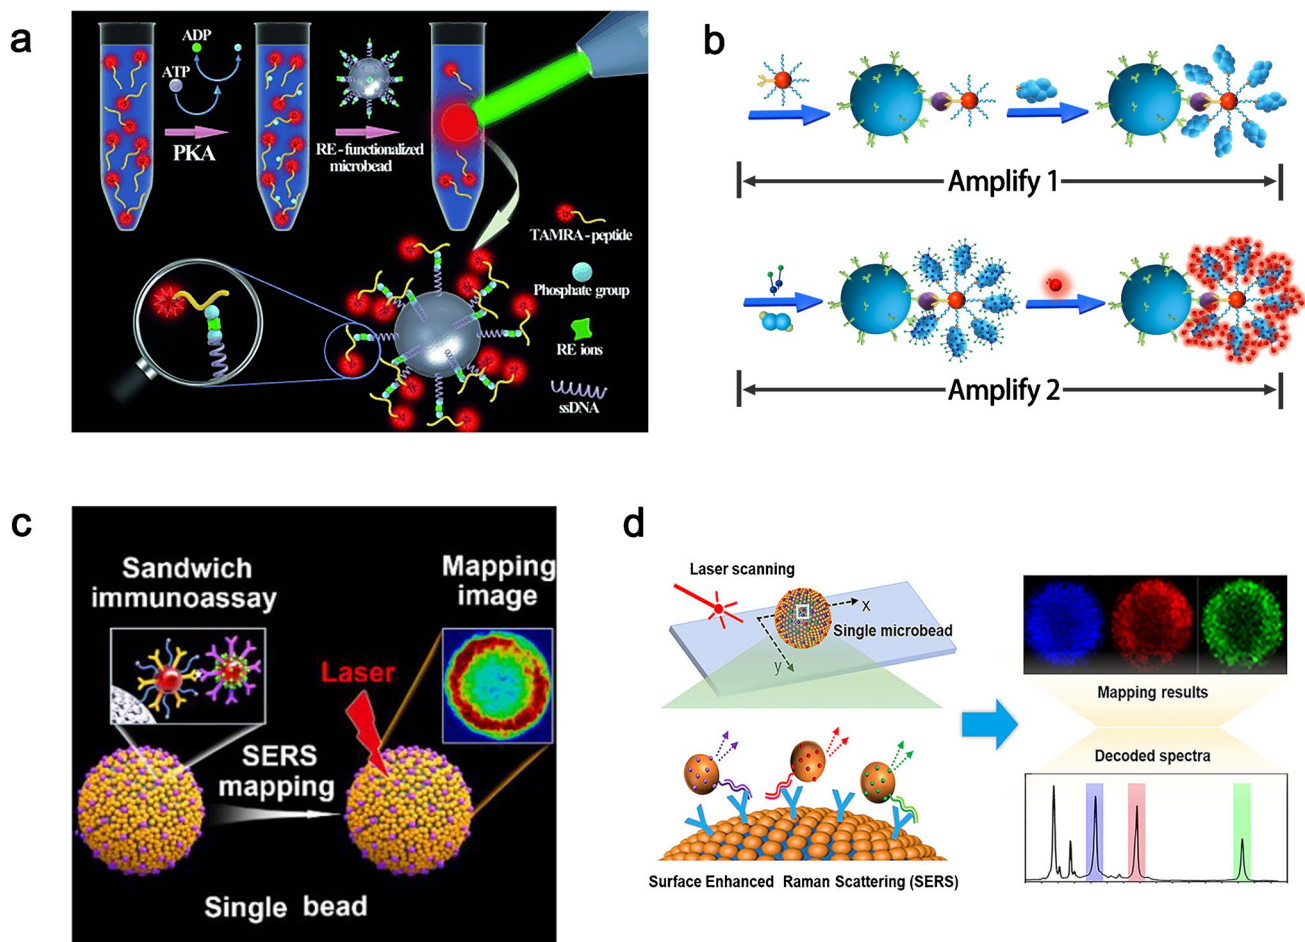 a
ADP
ATP
PKA
RE-functionalized
microbead
TAMRA-peptide
Phosphate group
RE ions
ssDNA
b
Amplify 1
Amplify 2
c
Sandwich
immunoassay
Mapping
image
Laser
SERS
mapping
Single bead
d
Laser scanning
x
Single microbead
y
Mapping results
Decoded spectra
Surface Enhanced Raman Scattering (SERS)